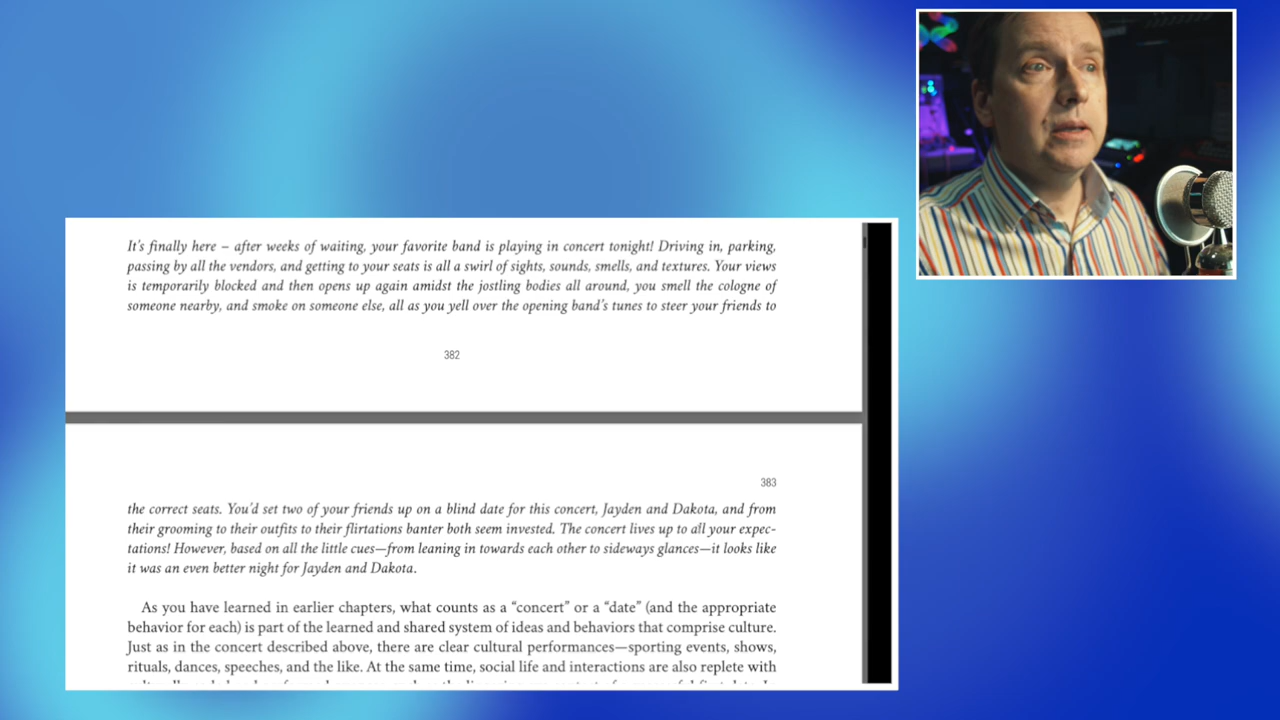 It's finally here – after weeks of waiting, your favorite band is playing in concert tonight! Driving in, parking,
passing by all the vendors, and getting to your seats is all a swirl of sights, sounds, smells, and textures. Your views
is temporarily blocked and then opens up again amidst the jostling bodies all around, you smell the cologne of
someone nearby, and smoke on someone else, all as you yell over the opening band's tunes to steer your friends to
382
383
the correct seats. You'd set two of your friends up on a blind date for this concert, Jayden and Dakota, and from
their grooming to their outfits to their flirtations banter both seem invested. The concert lives up to all your expec-
tations! However, based on all the little cues—from leaning in towards each other to sideways glances—it looks like
it was an even better night for Jayden and Dakota.
As you have learned in earlier chapters, what counts as a “concert” or a “date” (and the appropriate
behavior for each) is part of the learned and shared system of ideas and behaviors that comprise culture.
Just as in the concert described above, there are clear cultural performances—sporting events, shows,
rituals, dances, speeches, and the like. At the same time, social life and interactions are also replete with